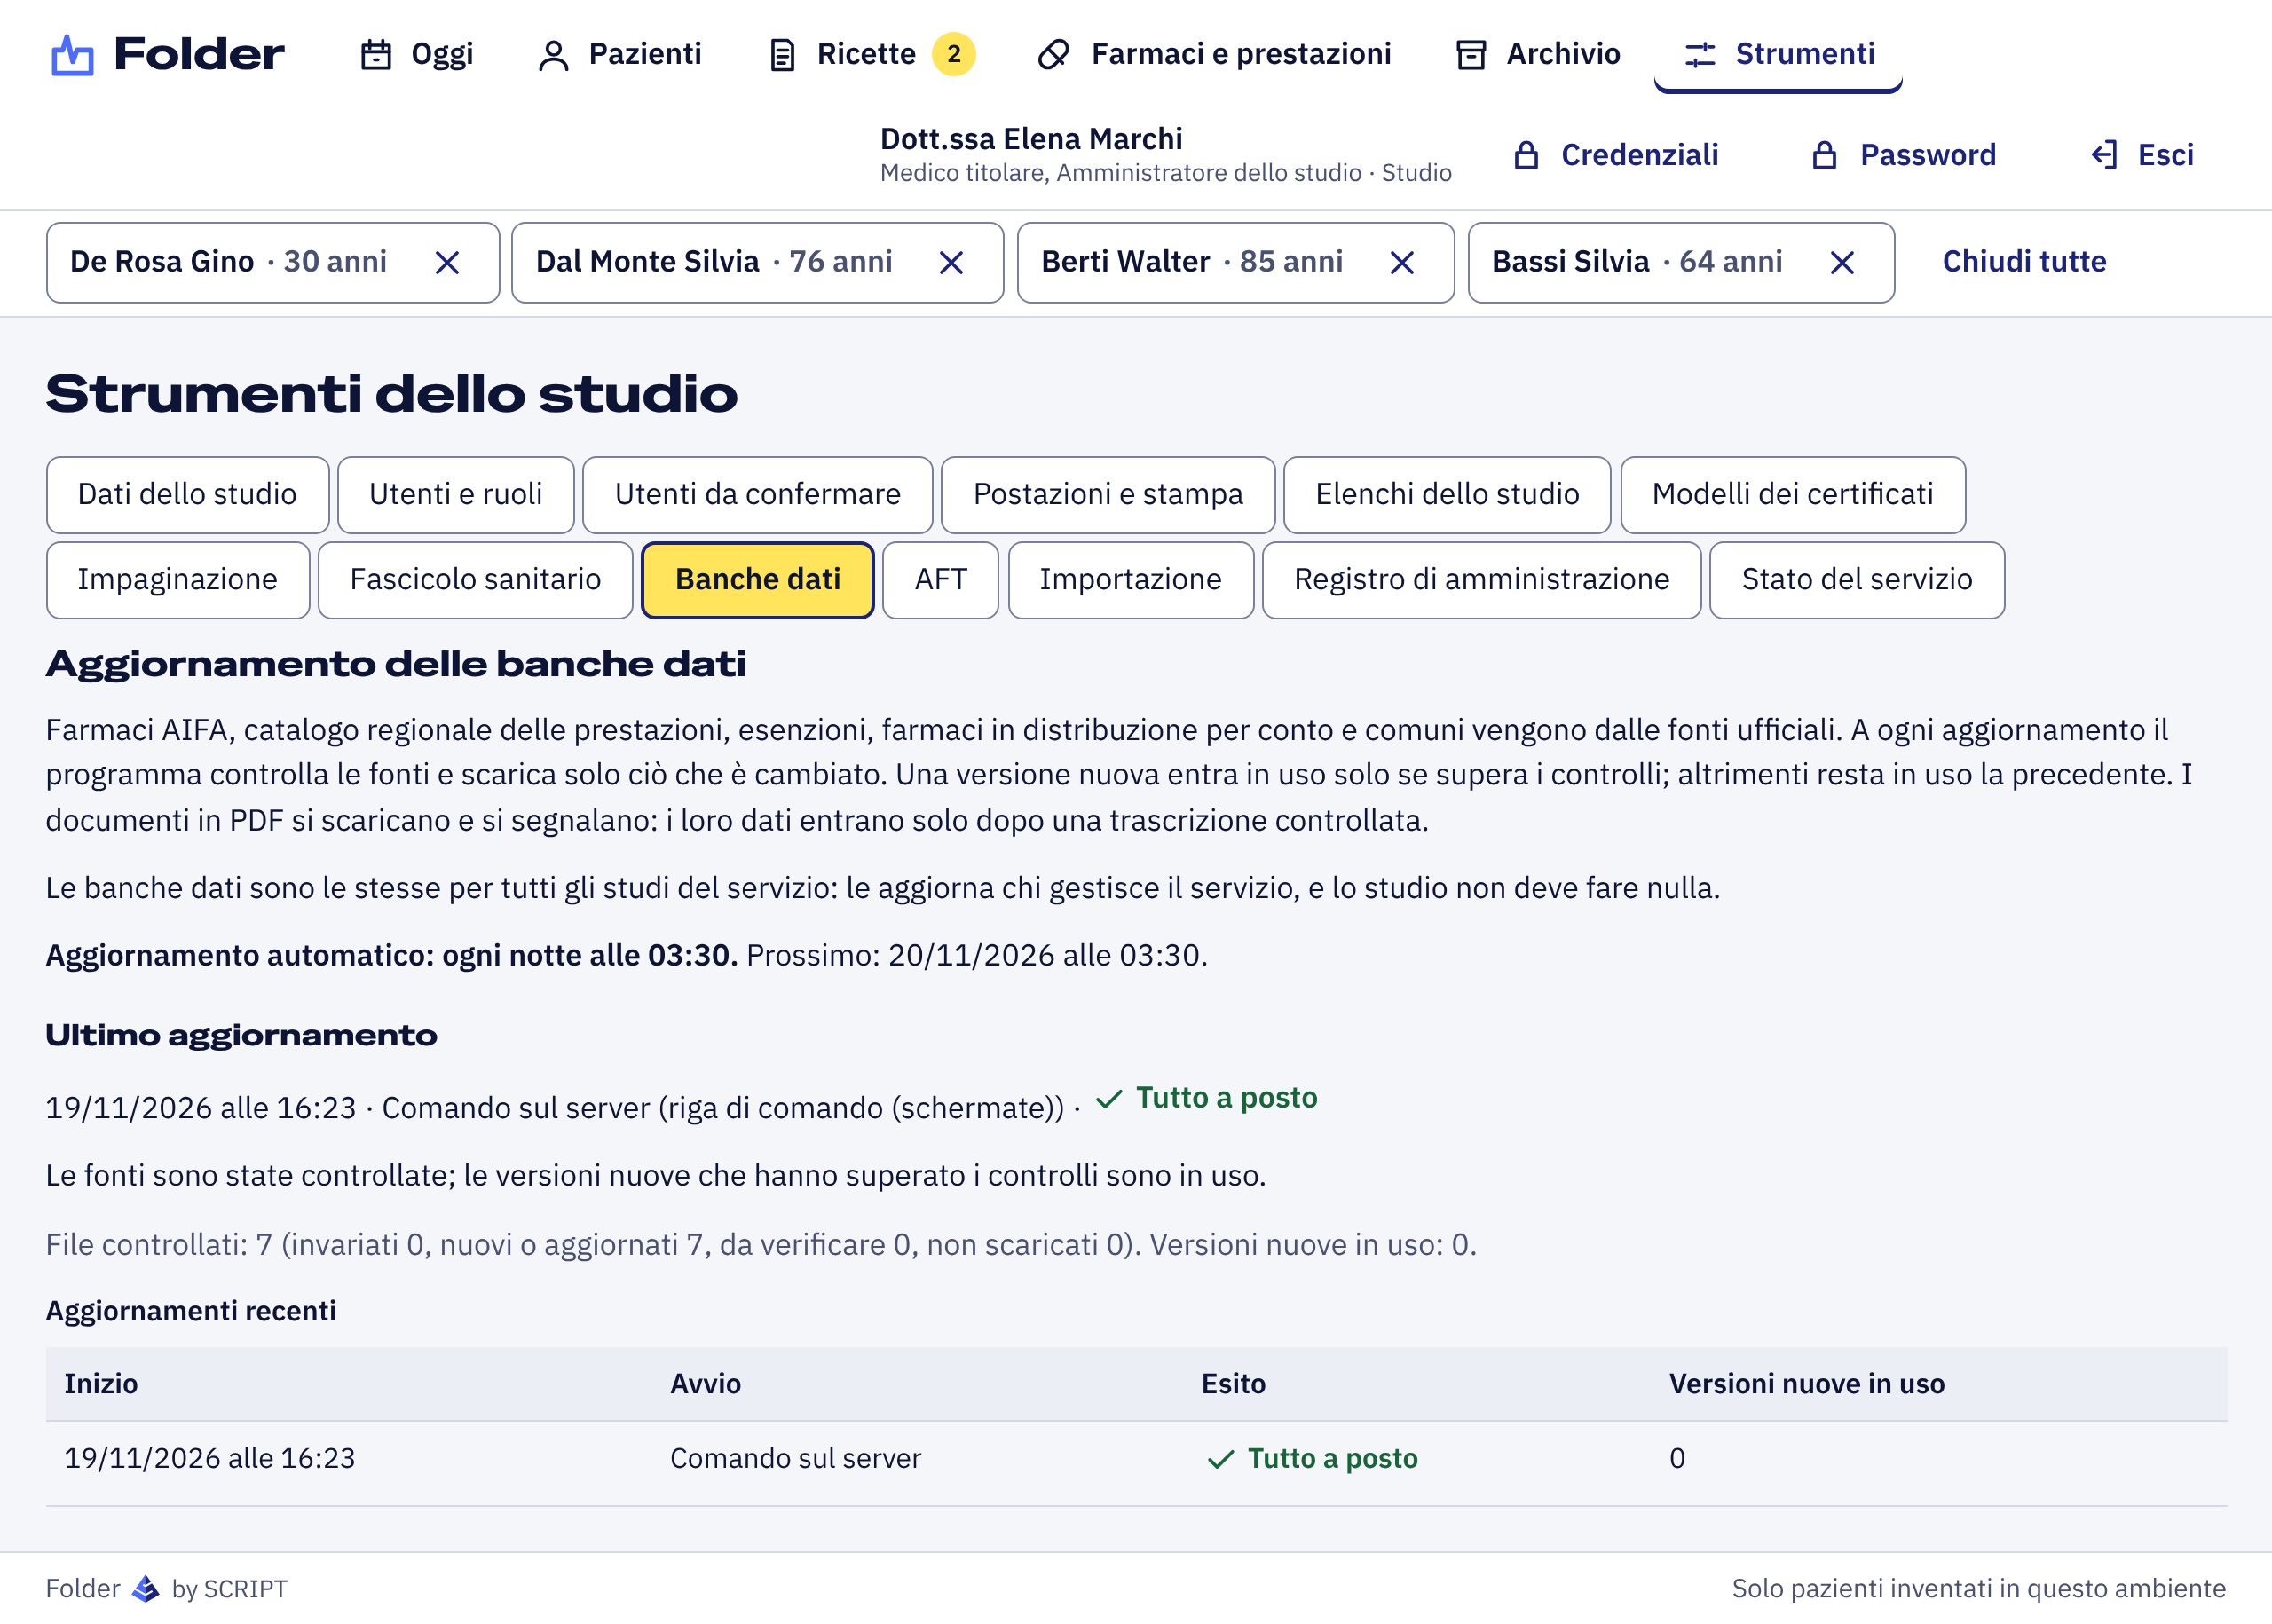 Folder
Oggi
Pazienti
Ricette 2
Farmaci e prestazioni
Archivio
Strumenti
Dott.ssa Elena Marchi
Medico titolare, Amministratore dello studio · Studio
Credenziali
Password
Esci
De Rosa Gino · 30 anni
Dal Monte Silvia · 76 anni
Berti Walter · 85 anni
Bassi Silvia · 64 anni
Chiudi tutte
Strumenti dello studio
Dati dello studio
Utenti e ruoli
Utenti da confermare
Postazioni e stampa
Elenchi dello studio
Modelli dei certificati
Impaginazione
Fascicolo sanitario
Banche dati
AFT
Importazione
Registro di amministrazione
Stato del servizio
Aggiornamento delle banche dati
Farmaci AIFA, catalogo regionale delle prestazioni, esenzioni, farmaci in distribuzione per conto e comuni vengono dalle fonti ufficiali. A ogni aggiornamento il
programma controlla le fonti e scarica solo ciò che è cambiato. Una versione nuova entra in uso solo se supera i controlli; altrimenti resta in uso la precedente. I
documenti in PDF si scaricano e si segnalano: i loro dati entrano solo dopo una trascrizione controllata.
Le banche dati sono le stesse per tutti gli studi del servizio: le aggiorna chi gestisce il servizio, e lo studio non deve fare nulla.
Aggiornamento automatico: ogni notte alle 03:30. Prossimo: 20/11/2026 alle 03:30.
Ultimo aggiornamento
19/11/2026 alle 16:23 · Comando sul server (riga di comando (schermate)) · Tutto a posto
Le fonti sono state controllate; le versioni nuove che hanno superato i controlli sono in uso.
File controllati: 7 (invariati 0, nuovi o aggiornati 7, da verificare 0, non scaricati 0). Versioni nuove in uso: 0.
Aggiornamenti recenti
Inizio Avvio Esito Versioni nuove in uso
19/11/2026 alle 16:23 Comando sul server Tutto a posto 0
Folder by SCRIPT
Solo pazienti inventati in questo ambiente